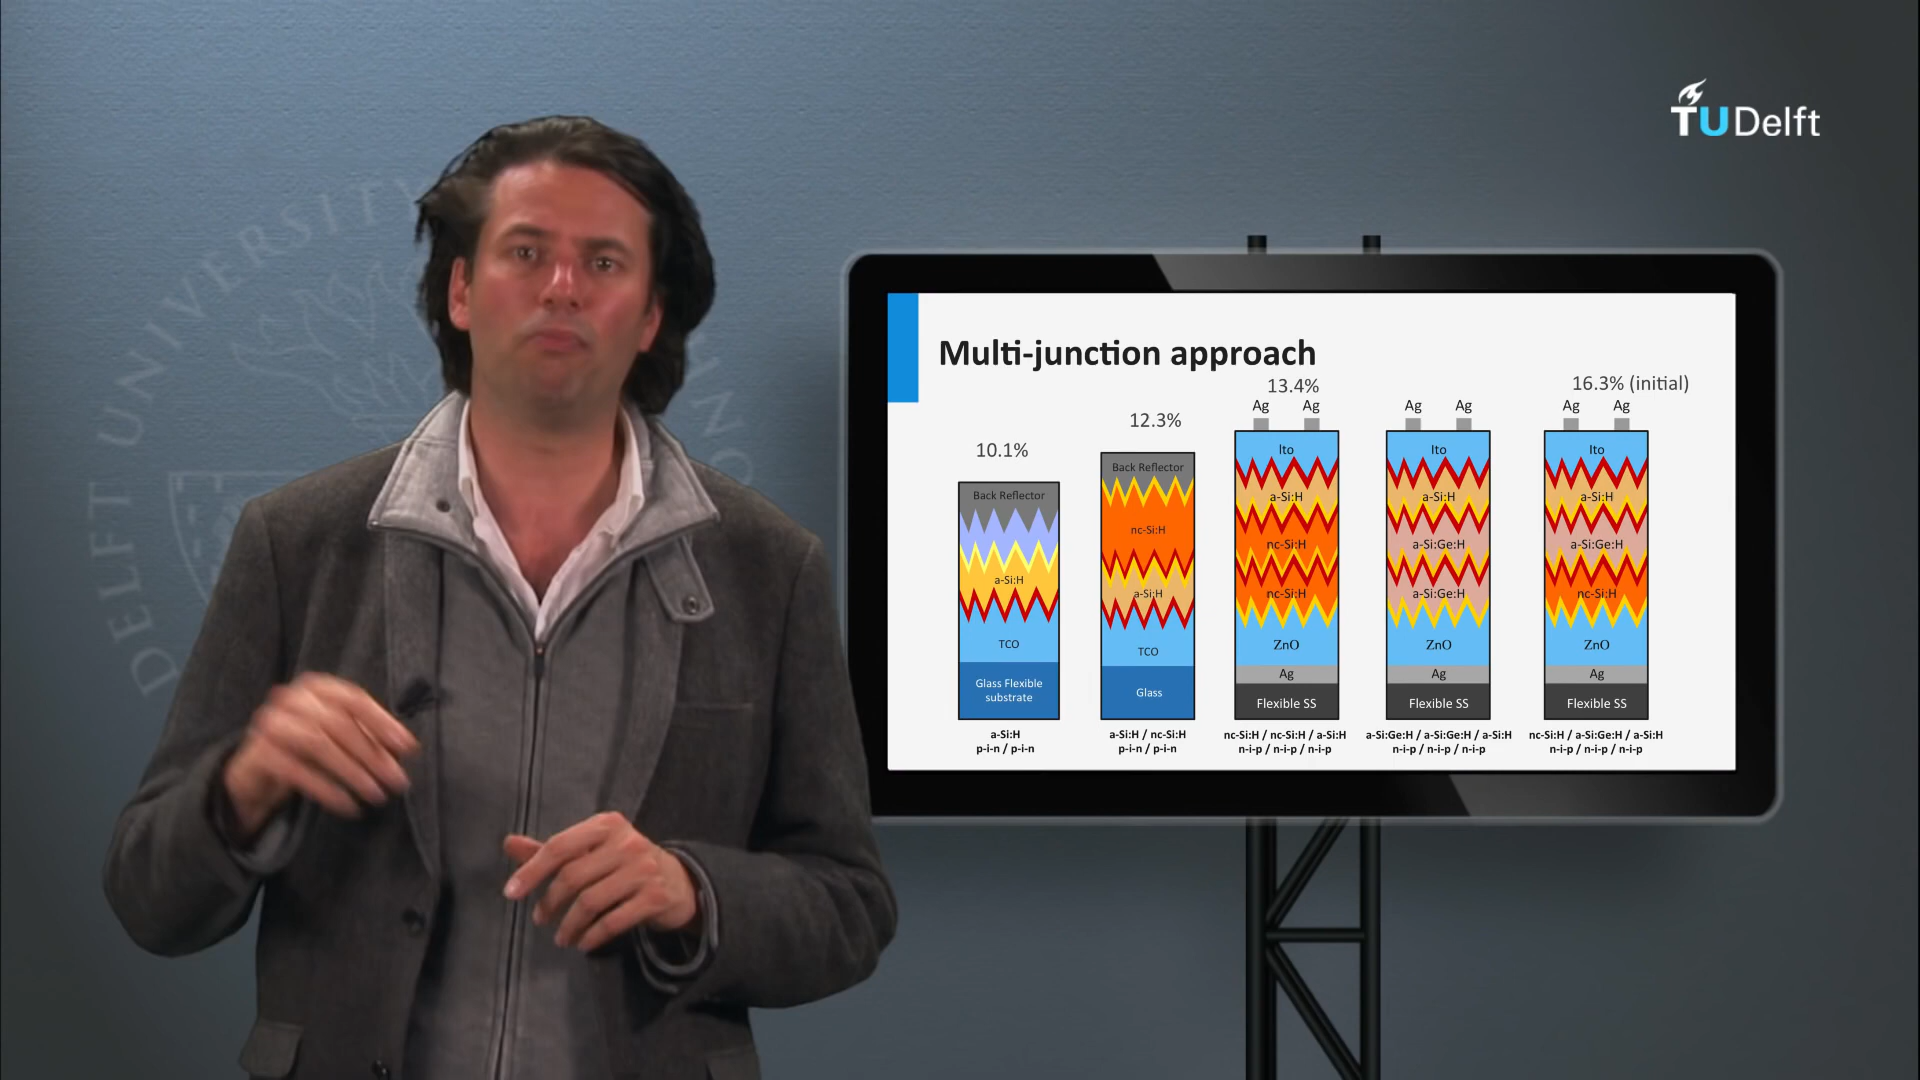 TU Delft
DELFT UNIVERSITY
Multi-junction approach
10.1%
Back Reflector
a-Si:H
TCO
Glass Flexible
substrate
a-Si:H
p-i-n / p-i-n
12.3%
Back Reflector
nc-Si:H
a-Si:H
TCO
Glass
a-Si:H / nc-Si:H
p-i-n / p-i-n
13.4%
Ag Ag
Ito
a-Si:H
nc-Si:H
nc-Si:H
ZnO
Ag
Flexible SS
nc-Si:H / nc-Si:H / a-Si:H
n-i-p / n-i-p / n-i-p
Ag Ag
Ito
a-Si:H
a-Si:Ge:H
a-Si:Ge:H
ZnO
Ag
Flexible SS
a-Si:Ge:H / a-Si:Ge:H / a-Si:H
n-i-p / n-i-p / n-i-p
16.3% (initial)
Ag Ag
Ito
a-Si:H
a-Si:Ge:H
nc-Si:H
ZnO
Ag
Flexible SS
nc-Si:H / a-Si:Ge:H / a-Si:H
n-i-p / n-i-p / n-i-p